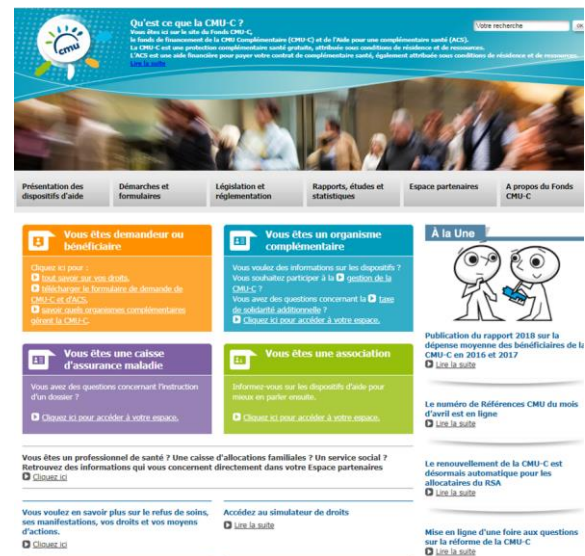 cmu
Qu'est ce que la CMU-C ?
Vous êtes ici sur le site du Fonds CMU-C,
le fonds de financement de la CMU Complémentaire (CMU-C) et de l'Aide pour une complémentaire santé (ACS).
La CMU-C est une protection complémentaire santé gratuite, attribuée sous conditions de résidence et de ressources.
L'ACS est une aide financière pour payer votre contrat de complémentaire santé, également attribuée sous conditions de résidence et de ressources.
Lire la suite
Votre recherche
OK
Présentation des
dispositifs d'aide
Démarches et
formulaires
Législation et
réglementation
Rapports, études et
statistiques
Espace partenaires
A propos du Fonds
CMU-C
Vous êtes demandeur ou
bénéficiaire
Cliquez ici pour :
tout savoir sur vos droits.
télécharger le formulaire de demande de
CMU-C et d'ACS.
savoir quels organismes complémentaires
gèrent la CMU-C.
Vous êtes un organisme
complémentaire
Vous voulez des informations sur les dispositifs ?
Vous souhaitez participer à la gestion de la
CMU-C ?
Vous avez des questions concernant la taxe
de solidarité additionnelle ?
Cliquez ici pour accéder à votre espace.
Vous êtes une caisse
d'assurance maladie
Vous avez des questions concernant l'instruction
d'un dossier ?
Cliquez ici pour accéder à votre espace.
Vous êtes une association
Informez-vous sur les dispositifs d'aide pour
mieux en parler ensuite.
Cliquez ici pour accéder à votre espace.
Vous êtes un professionnel de santé ? Une caisse d'allocations familiales ? Un service social ?
Retrouvez des informations qui vous concernent directement dans votre Espace partenaires
Cliquez ici
Vous voulez en savoir plus sur le refus de soins,
ses manifestations, vos droits et vos moyens
d'actions.
Cliquez ici
Accédez au simulateur de droits
Lire la suite
À la Une
Publication du rapport 2018 sur la
dépense moyenne des bénéficiaires de la
CMU-C en 2016 et 2017
Lire la suite
Le numéro de Références CMU du mois
d'avril est en ligne
Lire la suite
Le renouvellement de la CMU-C est
désormais automatique pour les
allocataires du RSA
Lire la suite
Mise en ligne d'une foire aux questions
sur la réforme de la CMU-C
Lire la suite